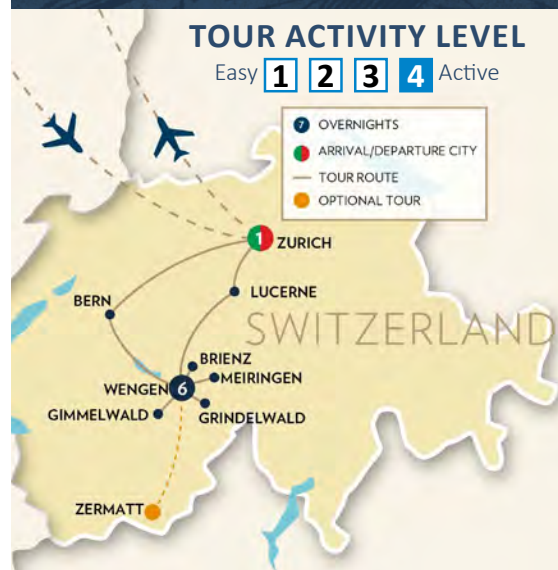 TOUR ACTIVITY LEVEL
Easy 1 2 3 4 Active
7 OVERNIGHTS
ARRIVAL/DEPARTURE CITY
TOUR ROUTE
OPTIONAL TOUR
1 ZURICH
LUCERNE
BERN
SWITZERLAND
BRIENZ
MEIRINGEN
WENGEN 6
GIMMELWALD
GRINDELWALD
ZERMATT